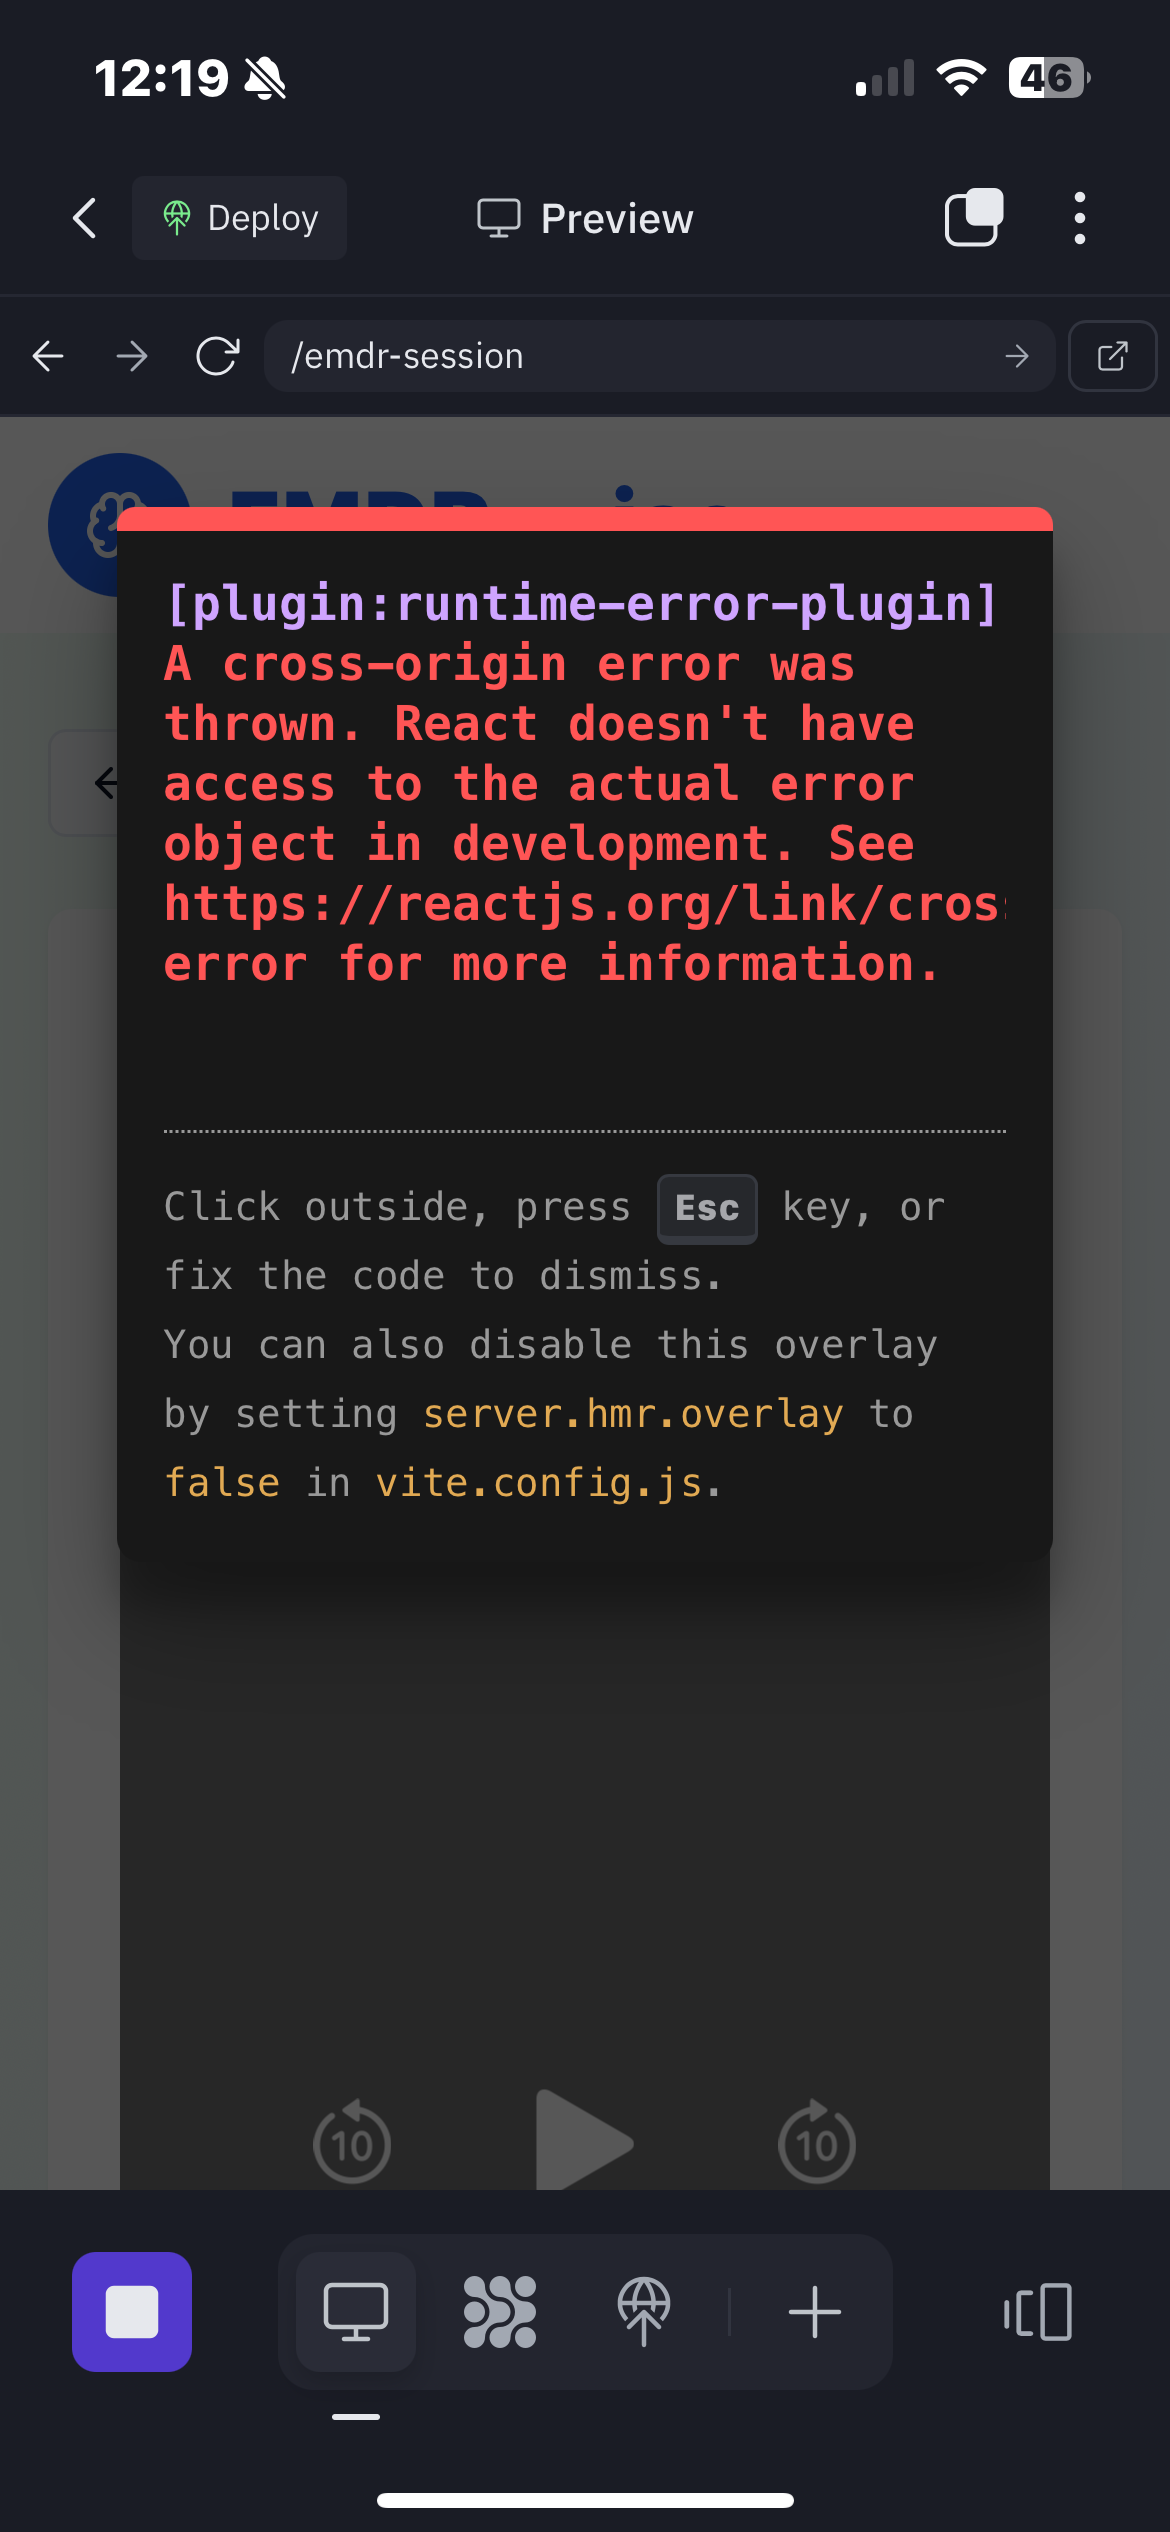 12:19
46
Deploy
Preview
/emdr-session
[plugin:runtime-error-plugin]
A cross-origin error was
thrown. React doesn't have
access to the actual error
object in development. See
https://reactjs.org/link/cros
error for more information.
Click outside, press Esc key, or
fix the code to dismiss.
You can also disable this overlay
by setting server.hmr.overlay to
false in vite.config.js.
10
10